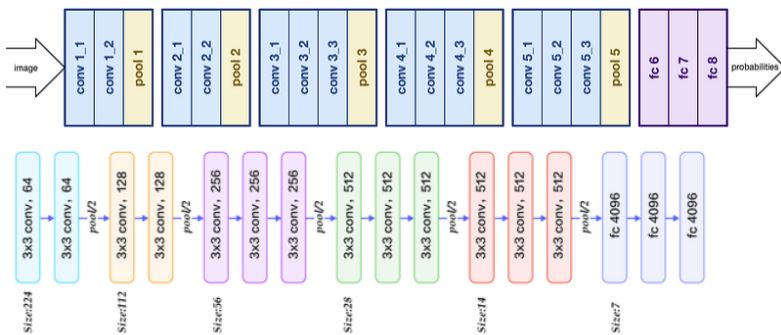 image
conv 1_1
conv 1_2
pool 1
conv 2_1
conv 2_2
pool 2
conv 3_1
conv 3_2
conv 3_3
pool 3
conv 4_1
conv 4_2
conv 4_3
pool 4
conv 5_1
conv 5_2
conv 5_3
pool 5
fc 6
fc 7
fc 8
probabilities
3x3 conv, 64
3x3 conv, 64
pool/2
3x3 conv, 128
3x3 conv, 128
pool/2
3x3 conv, 256
3x3 conv, 256
3x3 conv, 256
pool/2
3x3 conv, 512
3x3 conv, 512
3x3 conv, 512
pool/2
3x3 conv, 512
3x3 conv, 512
3x3 conv, 512
pool/2
fc 4096
fc 4096
fc 4096
Size:224
Size:112
Size:56
Size:28
Size:14
Size:7